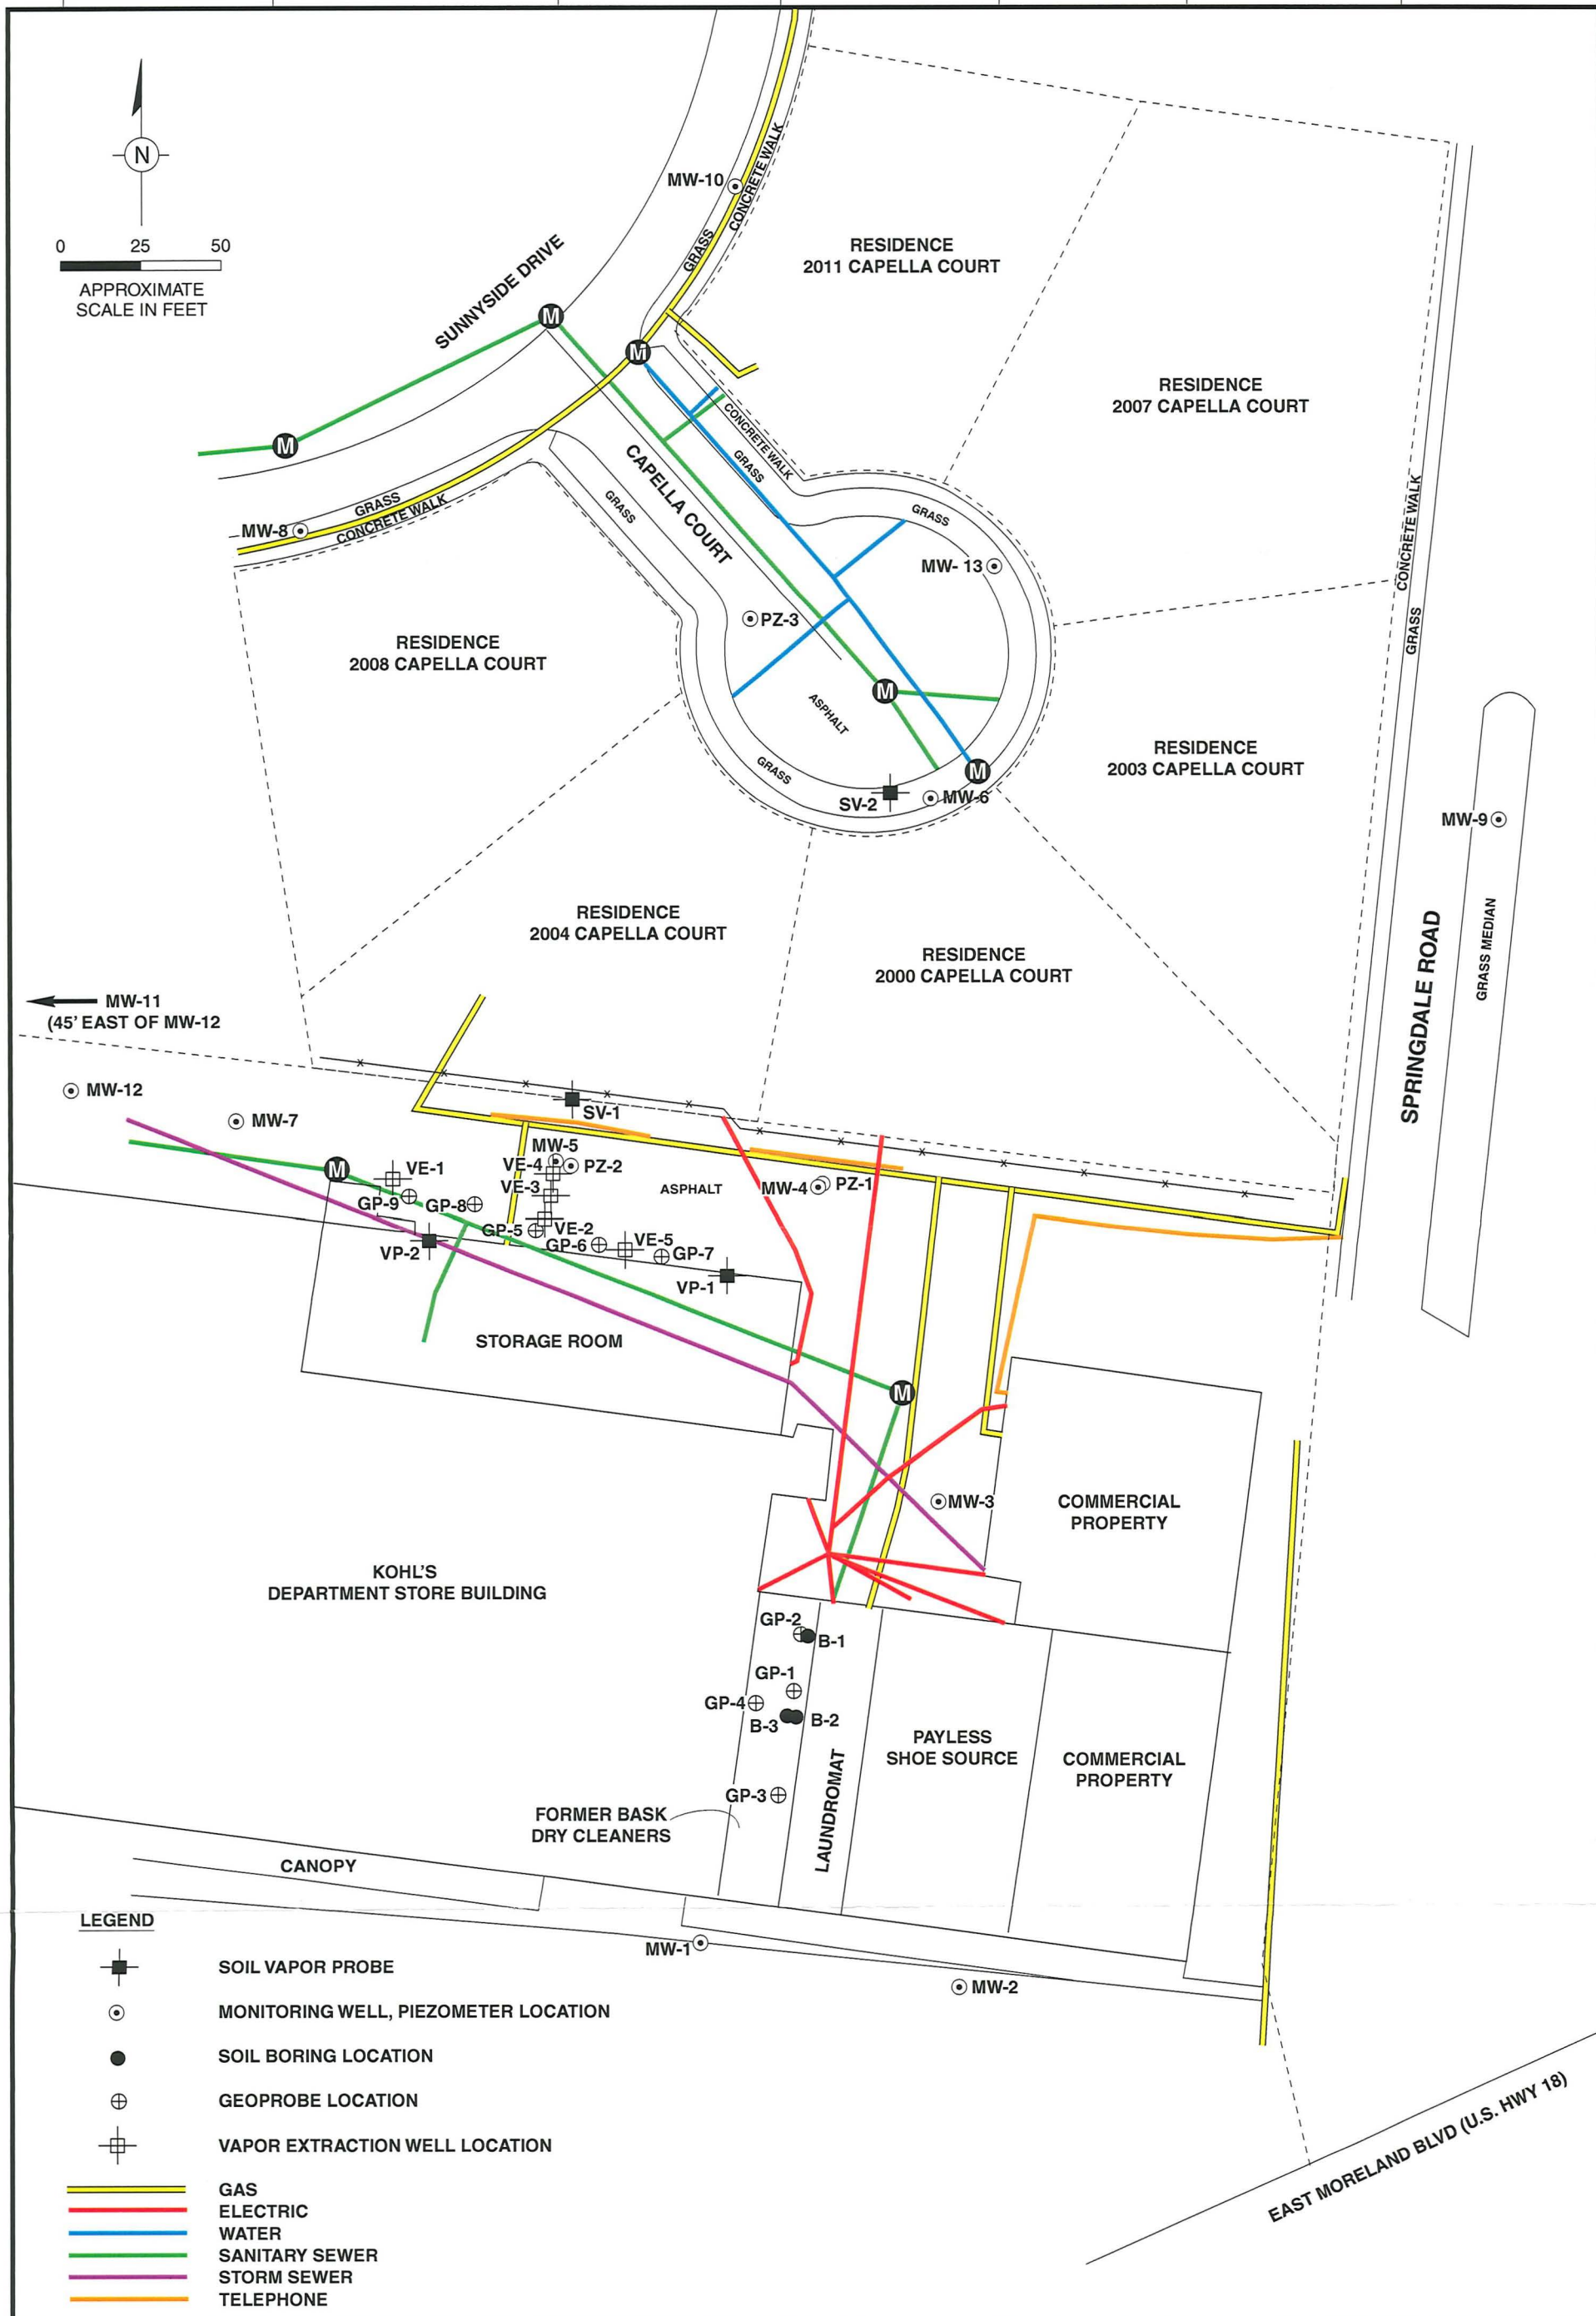 N
0 25 50
APPROXIMATE
SCALE IN FEET
SUNNYSIDE DRIVE
MW-10
GRASS
CONCRETE WALK
RESIDENCE
2011 CAPELLA COURT
M
M
M
RESIDENCE
2007 CAPELLA COURT
CONCRETE WALK
GRASS
CAPELLA COURT
GRASS
GRASS
CONCRETE WALK
MW-8
GRASS
MW- 13
CONCRETE WALK
GRASS
PZ-3
RESIDENCE
2008 CAPELLA COURT
M
ASPHALT
GRASS
M
SV-2
MW-6
RESIDENCE
2003 CAPELLA COURT
MW-9
SPRINGDALE ROAD
GRASS MEDIAN
RESIDENCE
2004 CAPELLA COURT
RESIDENCE
2000 CAPELLA COURT
MW-11
(45' EAST OF MW-12
MW-12
MW-7
SV-1
x x x x x x x x x x x x
M
VE-1
MW-5
VE-4
PZ-2
VE-3
ASPHALT
MW-4
PZ-1
GP-9
GP-8
GP-5
VE-2
GP-6
VE-5
GP-7
VP-2
VP-1
STORAGE ROOM
M
MW-3
COMMERCIAL
PROPERTY
KOHL'S
DEPARTMENT STORE BUILDING
GP-2
B-1
GP-1
GP-4
B-3
B-2
GP-3
LAUNDROMAT
PAYLESS
SHOE SOURCE
COMMERCIAL
PROPERTY
FORMER BASK
DRY CLEANERS
CANOPY
MW-1
MW-2
EAST MORELAND BLVD (U.S. HWY 18)
LEGEND
SOIL VAPOR PROBE
MONITORING WELL, PIEZOMETER LOCATION
SOIL BORING LOCATION
GEOPROBE LOCATION
VAPOR EXTRACTION WELL LOCATION
GAS
ELECTRIC
WATER
SANITARY SEWER
STORM SEWER
TELEPHONE